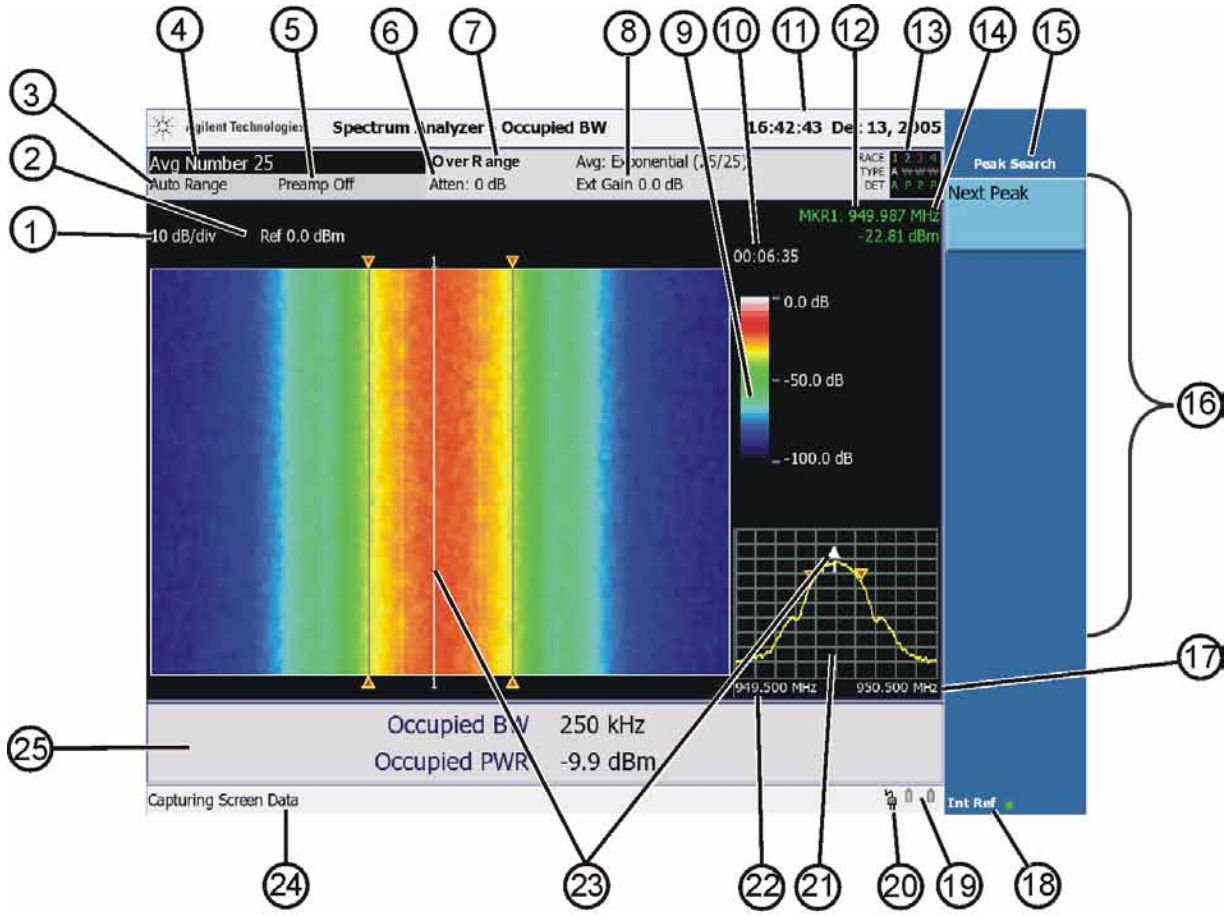 4 5 6 7 8 9 10 11 12 13 14 15
3
2
1
Agilent Technologies Spectrum Analyzer - Occupied BW 16:42:43 Dec 13, 2005
Avg Number 25 Over Range Avg: Exponential (25/25) TRACE 1 2 3 4
TYPE A W W W
Auto Range Preamp Off Atten: 0 dB Ext Gain 0.0 dB DET A P P P
Peak Search
Next Peak
MKR1: 949.987 MHz
-22.81 dBm
10 dB/div Ref 0.0 dBm
00:06:35
1
0.0 dB
-50.0 dB
-100.0 dB
16
1
1
949.500 MHz 950.500 MHz
17
Occupied BW 250 kHz
Occupied PWR -9.9 dBm
25
Capturing Screen Data
Int Ref
24 23 22 21 20 19 18